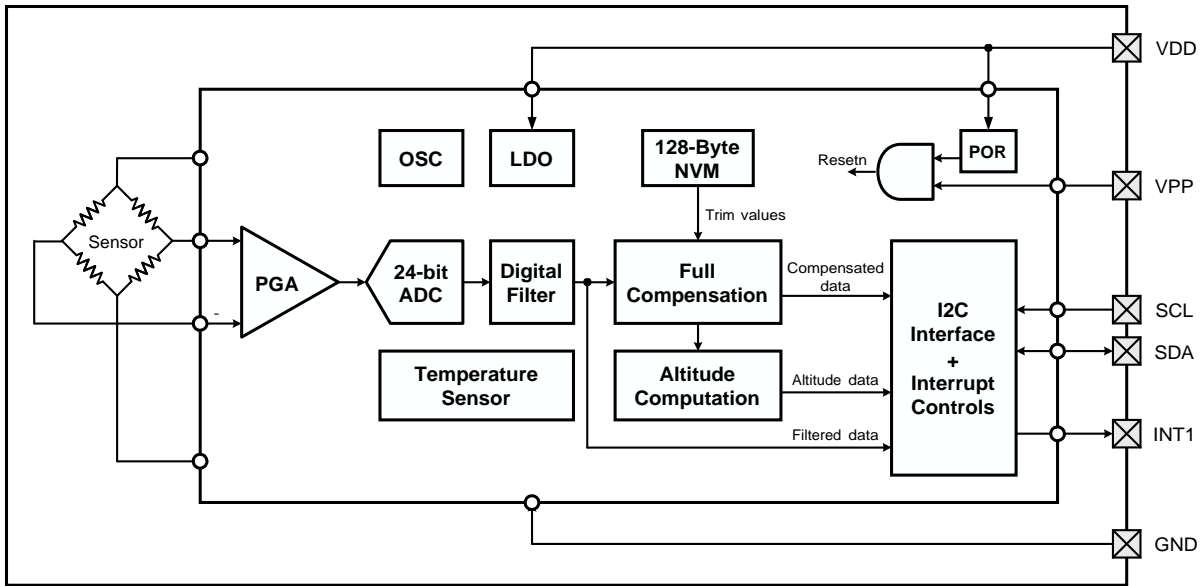 VDD
OSC
LDO
128-Byte
NVM
POR
Resetn
VPP
Trim values
Sensor
PGA
-
24-bit
ADC
Digital
Filter
Full
Compensation
Compensated
data
I2C
Interface
+
Interrupt
Controls
SCL
SDA
Temperature
Sensor
Altitude
Computation
Altitude data
Filtered data
INT1
GND